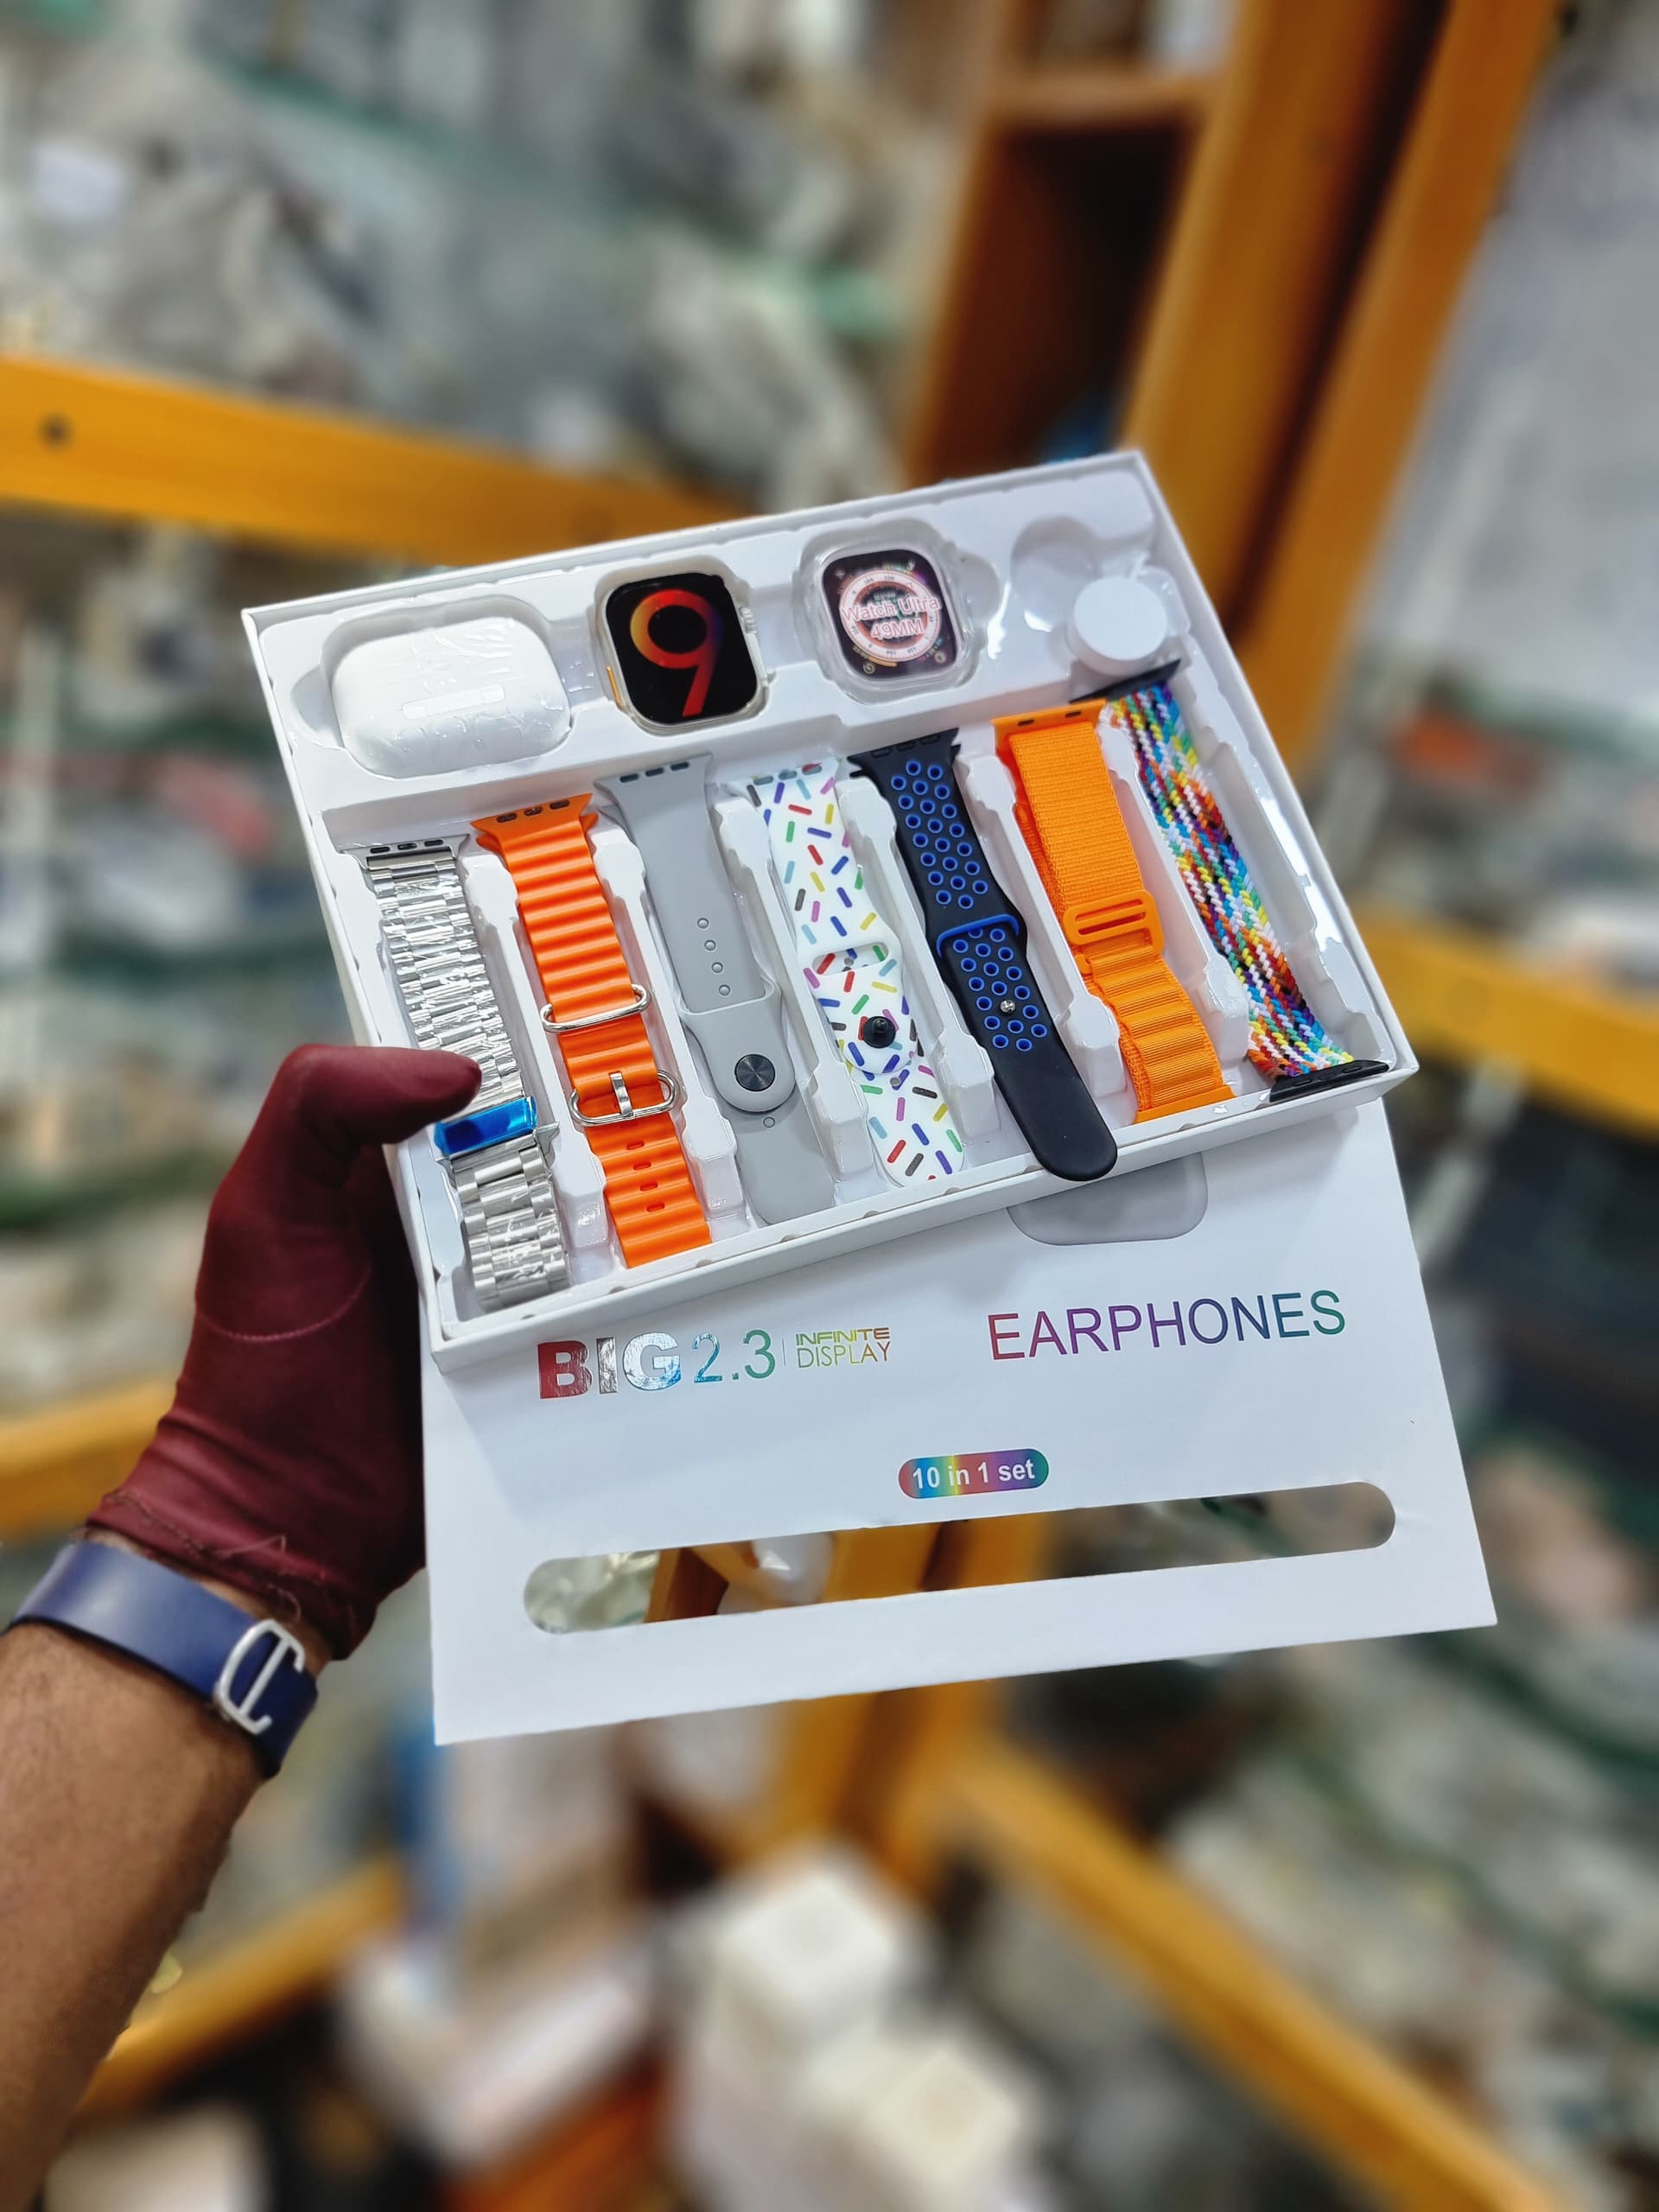 9
Watch Ultra
49MM
BIG 2.3
INFINITE
DISPLAY
EARPHONES
10 in 1 set